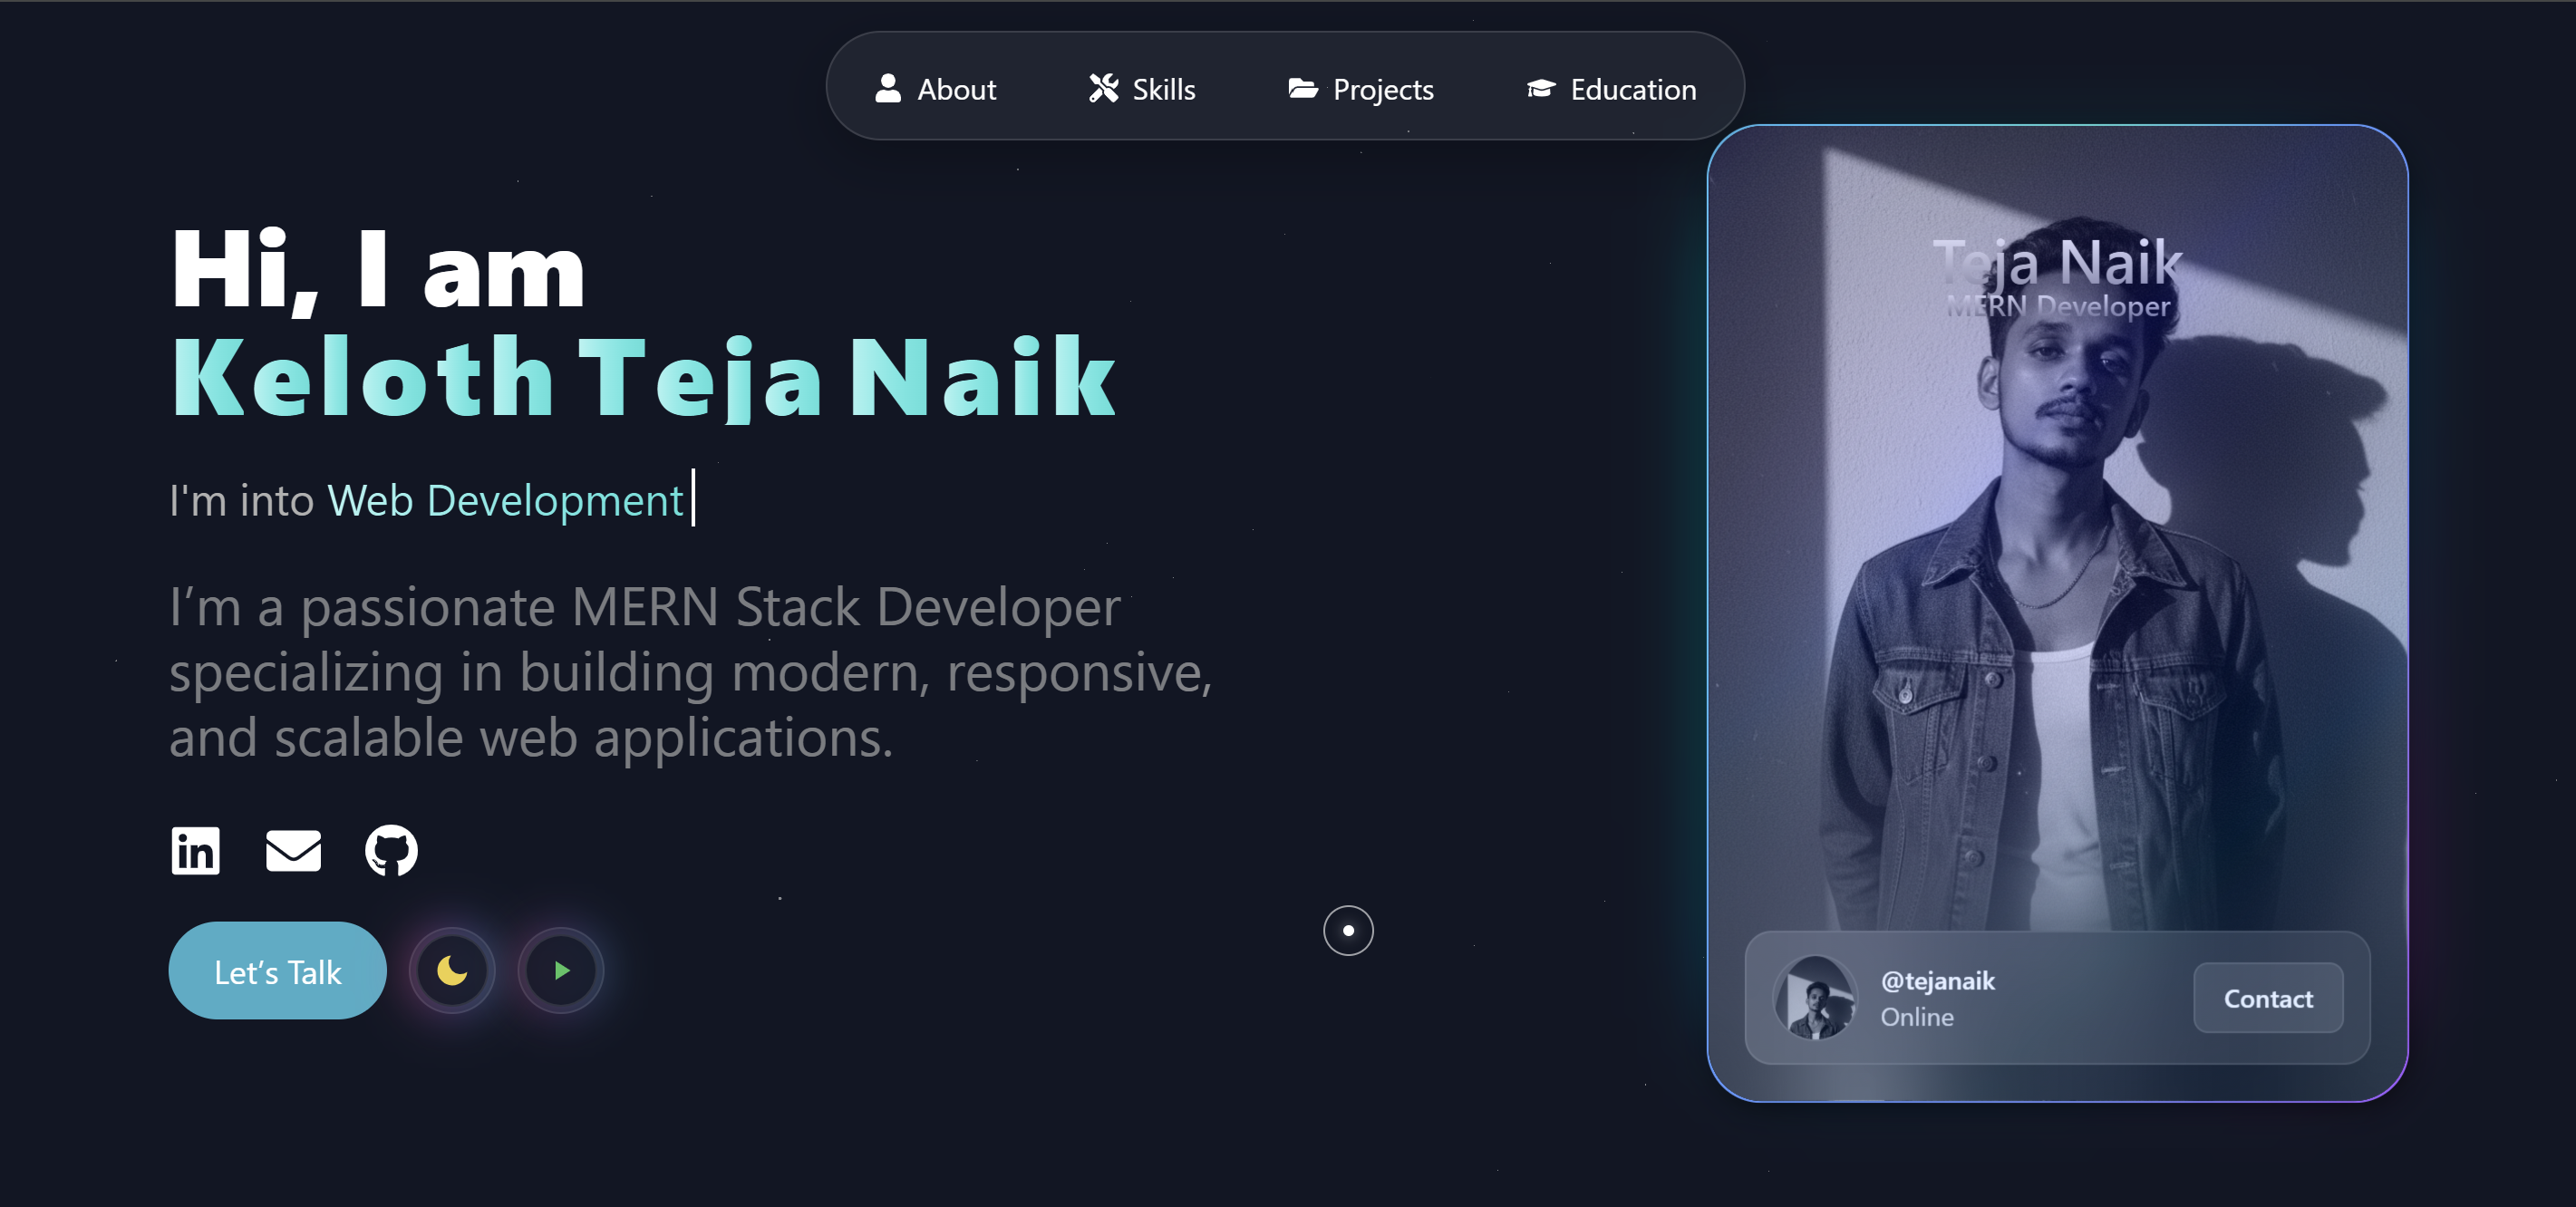 About Skills Projects Education
Hi, I am
Keloth Teja Naik
I'm into Web Development
I’m a passionate MERN Stack Developer
specializing in building modern, responsive,
and scalable web applications.
in
Let’s Talk
Teja Naik
MERN Developer
@tejanaik
Online
Contact